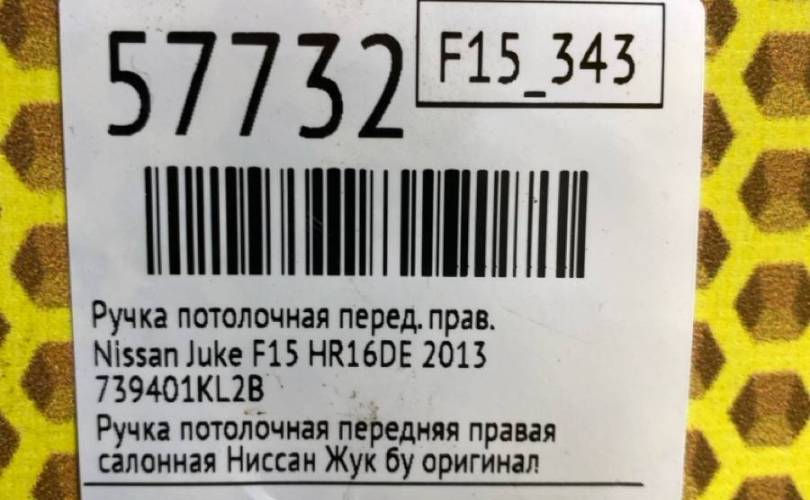 57732
F15_343
Ручка потолочная перед. прав.
Nissan Juke F15 HR16DE 2013
739401KL2B
Ручка потолочная передняя правая
салонная Ниссан Жук бу оригинал